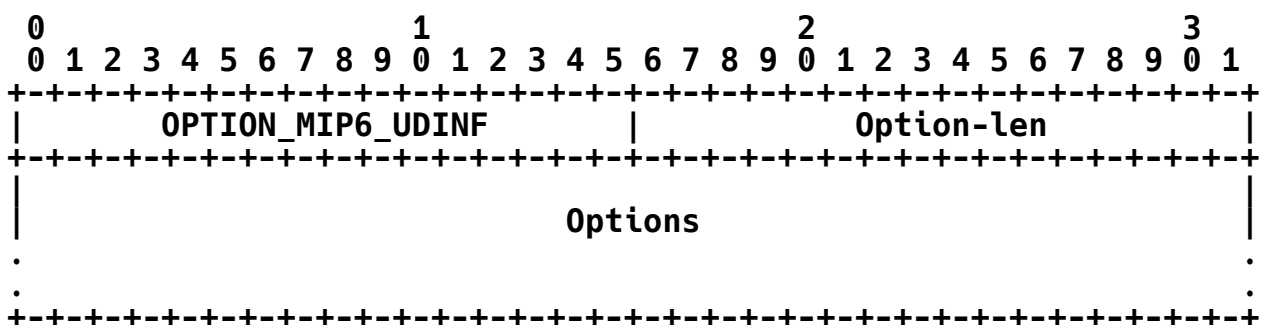 0                   1                   2                   3
 0 1 2 3 4 5 6 7 8 9 0 1 2 3 4 5 6 7 8 9 0 1 2 3 4 5 6 7 8 9 0 1
+-+-+-+-+-+-+-+-+-+-+-+-+-+-+-+-+-+-+-+-+-+-+-+-+-+-+-+-+-+-+-+-+
|       OPTION_MIP6_UDINF       |           Option-len          |
+-+-+-+-+-+-+-+-+-+-+-+-+-+-+-+-+-+-+-+-+-+-+-+-+-+-+-+-+-+-+-+-+
|                                                               |
|                            Options                            |
.                                                               .
.                                                               .
+-+-+-+-+-+-+-+-+-+-+-+-+-+-+-+-+-+-+-+-+-+-+-+-+-+-+-+-+-+-+-+-+